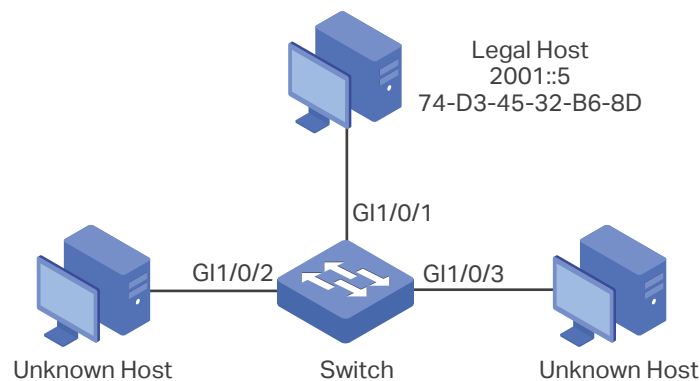 Legal Host
2001::5
74-D3-45-32-B6-8D
GI1/0/1
GI1/0/2
GI1/0/3
Unknown Host
Switch
Unknown Host